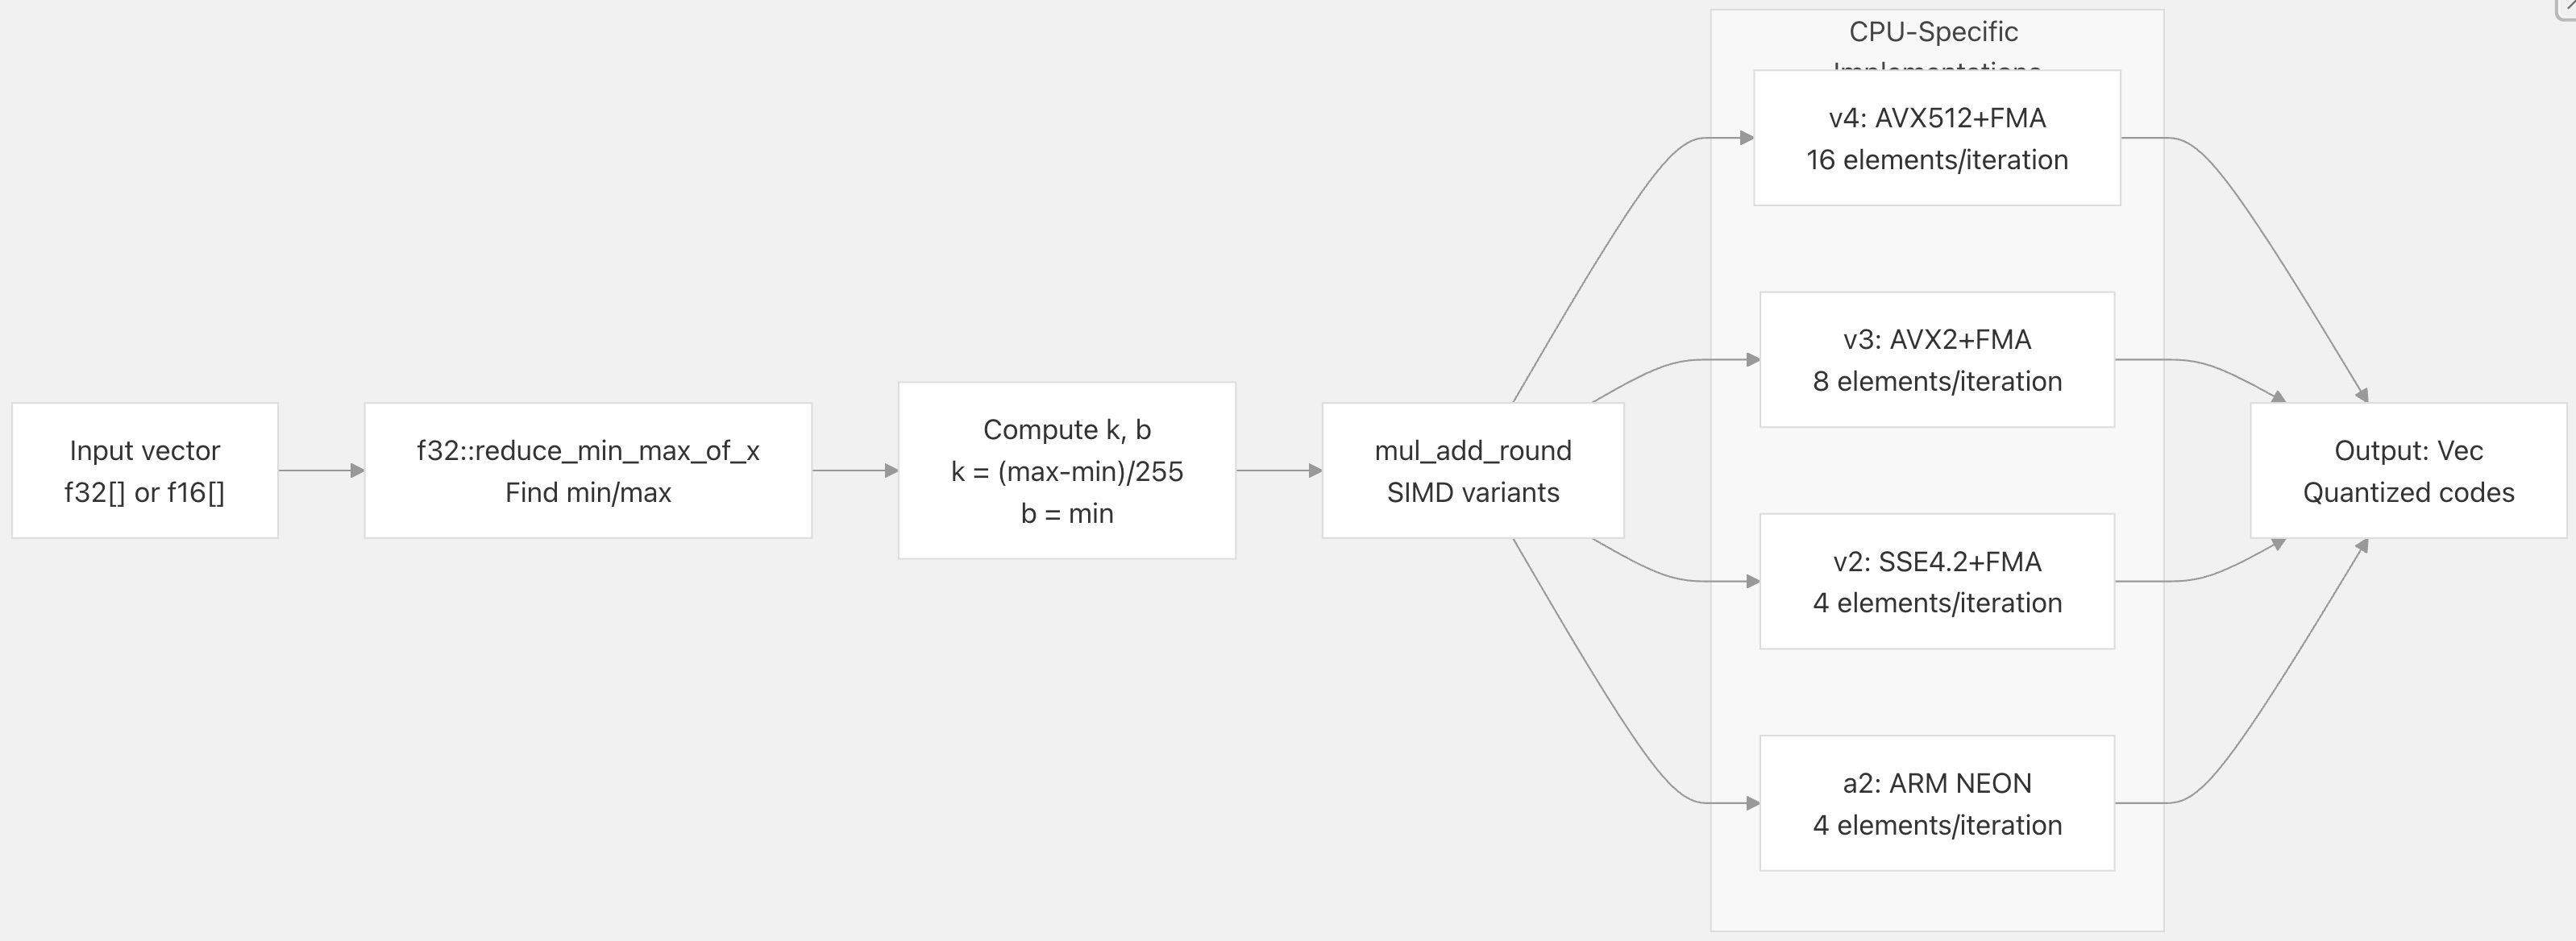 CPU-Specific
Implementations
v4: AVX512+FMA
16 elements/iteration
v3: AVX2+FMA
8 elements/iteration
Input vector
f32[] or f16[]
f32::reduce_min_max_of_x
Find min/max
Compute k, b
k = (max-min)/255
b = min
mul_add_round
SIMD variants
Output: Vec
Quantized codes
v2: SSE4.2+FMA
4 elements/iteration
a2: ARM NEON
4 elements/iteration